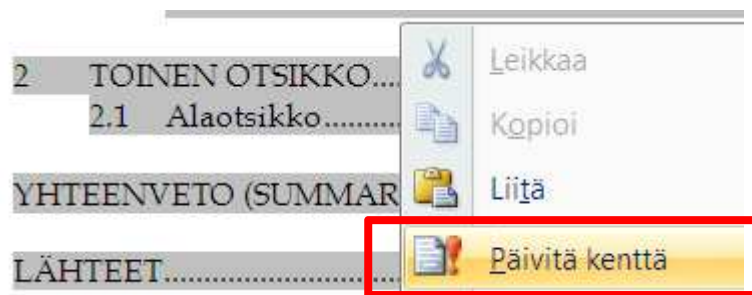 2 TOINEN OTSIKKO....
2.1 Alaotsikko..........
YHTEENVETO (SUMMAR
LÄHTEET................................
Leikkaa
Kopioi
Liitä
Päivitä kenttä